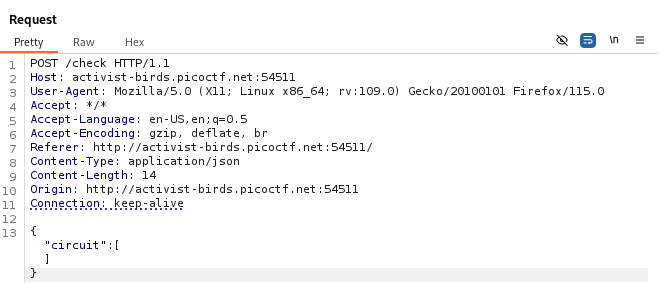 Request
Pretty Raw Hex
\n
1 POST /check HTTP/1.1
2 Host: activist-birds.picoctf.net:54511
3 User-Agent: Mozilla/5.0 (X11; Linux x86_64; rv:109.0) Gecko/20100101 Firefox/115.0
4 Accept: */*
5 Accept-Language: en-US,en;q=0.5
6 Accept-Encoding: gzip, deflate, br
7 Referer: http://activist-birds.picoctf.net:54511/
8 Content-Type: application/json
9 Content-Length: 14
10 Origin: http://activist-birds.picoctf.net:54511
11 Connection: keep-alive
12
13 {
"circuit":[
]
}